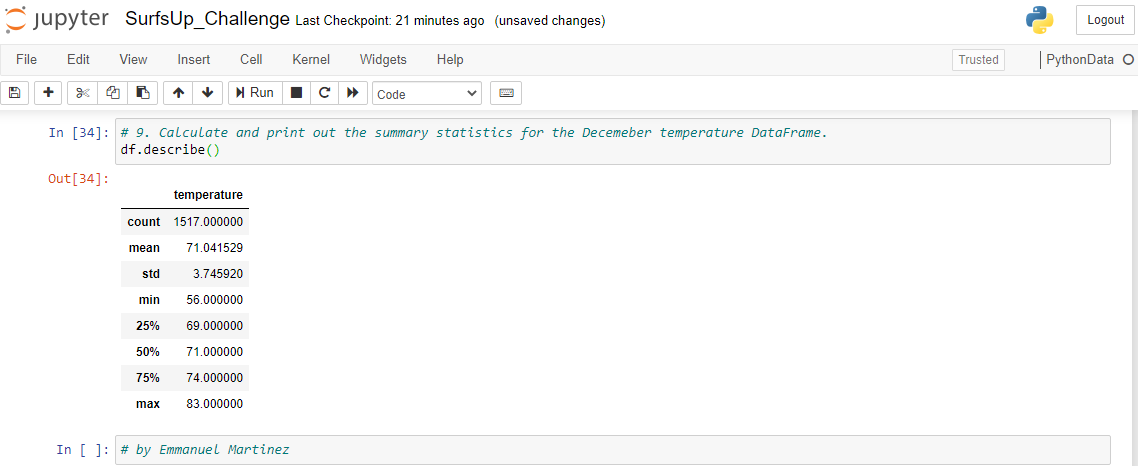 jupyter SurfsUp_Challenge Last Checkpoint: 21 minutes ago (unsaved changes) Logout
File Edit View Insert Cell Kernel Widgets Help Trusted PythonData
Run Code
In [34]: # 9. Calculate and print out the summary statistics for the Decemeber temperature DataFrame.
df.describe()
Out[34]:
temperature
count 1517.000000
mean 71.041529
std 3.745920
min 56.000000
25% 69.000000
50% 71.000000
75% 74.000000
max 83.000000
In [ ]: # by Emmanuel Martinez